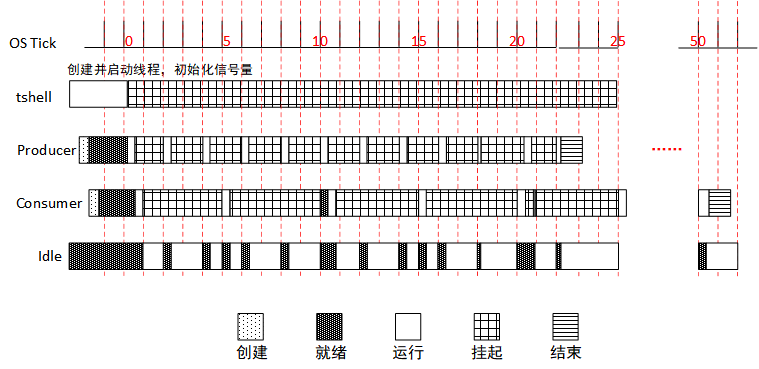 OS Tick 0 5 10 15 20 25 50
创建并启动线程，初始化信号量
tshell
Producer ......
Consumer
Idle
创建 就绪 运行 挂起 结束